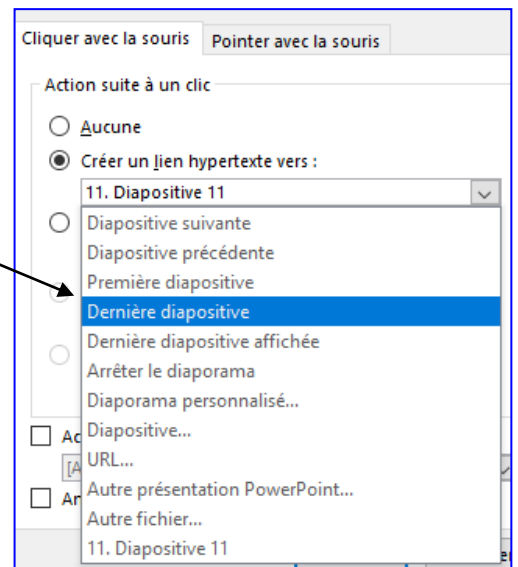 Cliquer avec la souris Pointer avec la souris
Action suite à un clic
Aucune
Créer un lien hypertexte vers :
11. Diapositive 11
Diapositive suivante
Diapositive précédente
Première diapositive
Dernière diapositive
Dernière diapositive affichée
Arrêter le diaporama
Diaporama personnalisé...
Diapositive...
URL...
Autre présentation PowerPoint...
Autre fichier...
11. Diapositive 11